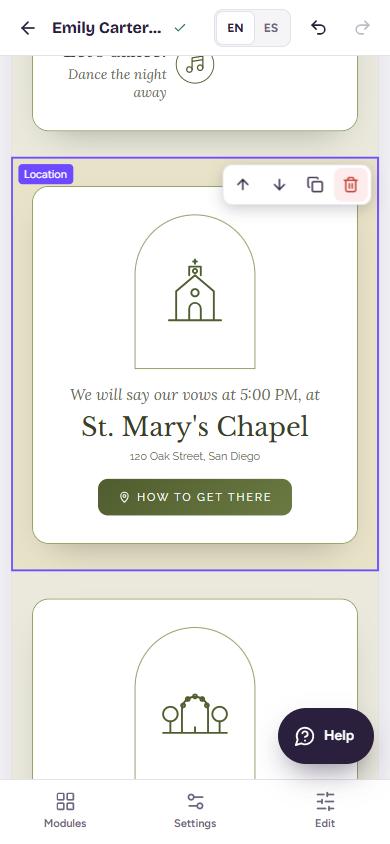 Emily Carter...
EN
ES
Dance the night
away
Location
We will say our vows at 5:00 PM, at
St. Mary's Chapel
120 Oak Street, San Diego
HOW TO GET THERE
Help
Modules
Settings
Edit